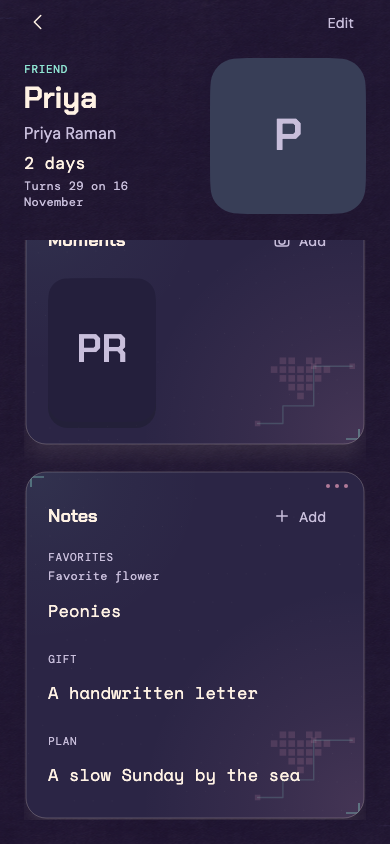 Edit
FRIEND
Priya
Priya Raman
2 days
Turns 29 on 16
November
P
Moments
Add
PR
Notes
+ Add
FAVORITES
Favorite flower
Peonies
GIFT
A handwritten letter
PLAN
A slow Sunday by the sea